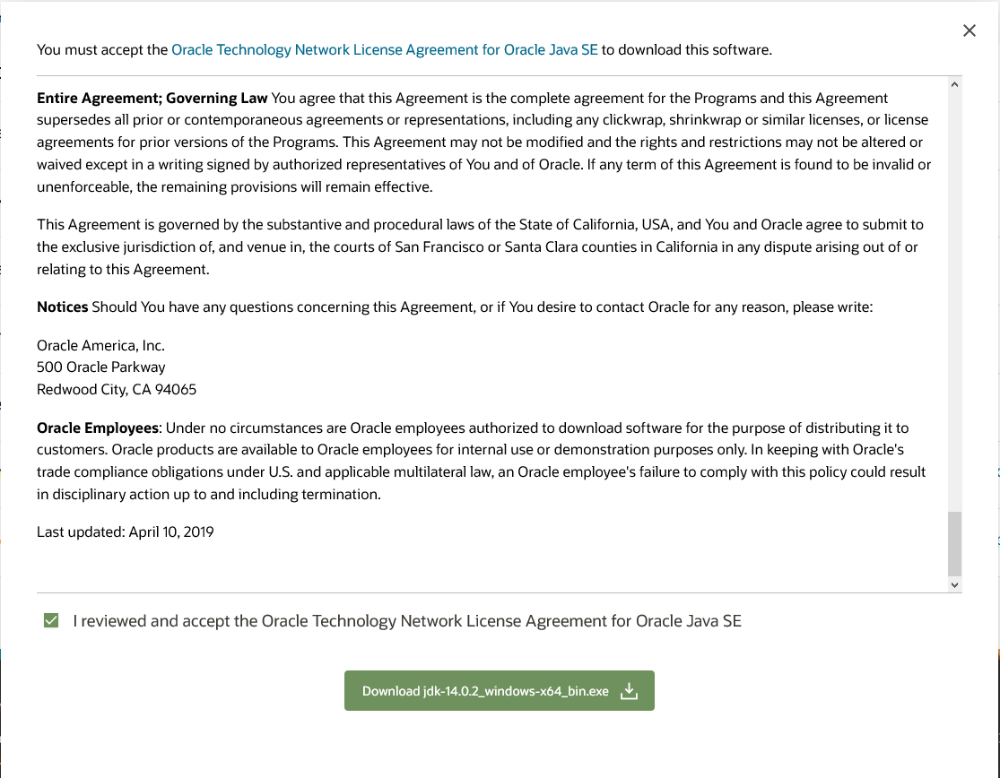 You must accept the Oracle Technology Network License Agreement for Oracle Java SE to download this software.
Entire Agreement; Governing Law You agree that this Agreement is the complete agreement for the Programs and this Agreement
supersedes all prior or contemporaneous agreements or representations, including any clickwrap, shrinkwrap or similar licenses, or license
agreements for prior versions of the Programs. This Agreement may not be modified and the rights and restrictions may not be altered or
waived except in a writing signed by authorized representatives of You and of Oracle. If any term of this Agreement is found to be invalid or
unenforceable, the remaining provisions will remain effective.
This Agreement is governed by the substantive and procedural laws of the State of California, USA, and You and Oracle agree to submit to
the exclusive jurisdiction of, and venue in, the courts of San Francisco or Santa Clara counties in California in any dispute arising out of or
relating to this Agreement.
Notices Should You have any questions concerning this Agreement, or if You desire to contact Oracle for any reason, please write:
Oracle America, Inc.
500 Oracle Parkway
Redwood City, CA 94065
Oracle Employees: Under no circumstances are Oracle employees authorized to download software for the purpose of distributing it to
customers. Oracle products are available to Oracle employees for internal use or demonstration purposes only. In keeping with Oracle's
trade compliance obligations under U.S. and applicable multilateral law, an Oracle employee's failure to comply with this policy could result
in disciplinary action up to and including termination.
Last updated: April 10, 2019
I reviewed and accept the Oracle Technology Network License Agreement for Oracle Java SE
Download jdk-14.0.2_windows-x64_bin.exe